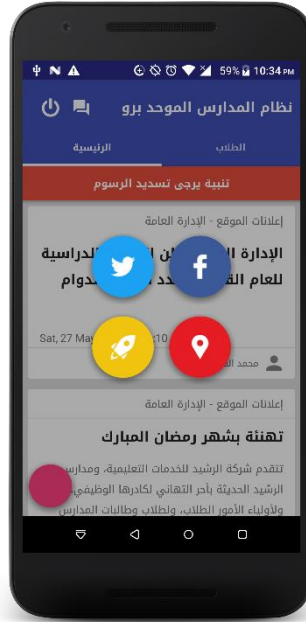 59% 10:34 PM
نظام المدارس الموحد برو
الطلاب
الرئيسية
تنبية يرجى تسديد الرسوم
إعلانات الموقع - الإدارة العامة
الإدارة الدراسية
للعام دوام
Sat, 27 May 10
محمد
إعلانات الموقع - الإدارة العامة
تهنئة بشهر رمضان المبارك
تتقدم شركة الرشيد للخدمات التعليمية، ومدارس
الرشيد الحديثة بأحر التهاني لكادرها الوظيفي،
ولأولياء الأمور الطلاب، ولطلاب وطالبات المدارس